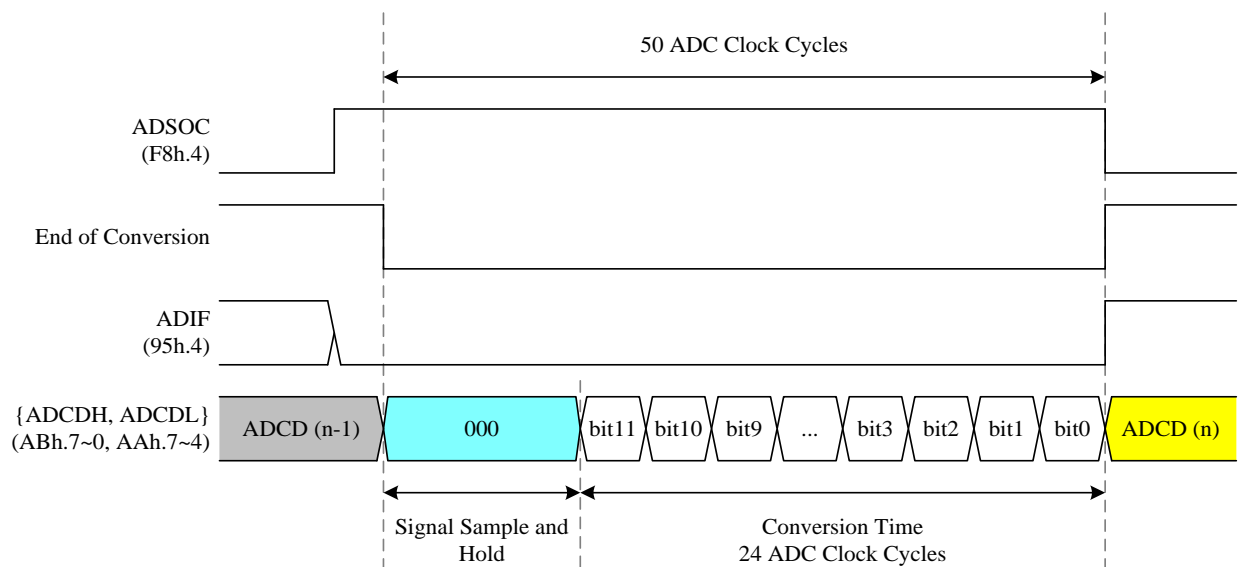 50 ADC Clock Cycles
ADSOC
(F8h.4)
End of Conversion
ADIF
(95h.4)
{ADCDH, ADCDL}
(ABh.7~0, AAh.7~4)
ADCD (n-1)
000
bit11
bit10
bit9
...
bit3
bit2
bit1
bit0
ADCD (n)
Signal Sample and
Hold
Conversion Time
24 ADC Clock Cycles